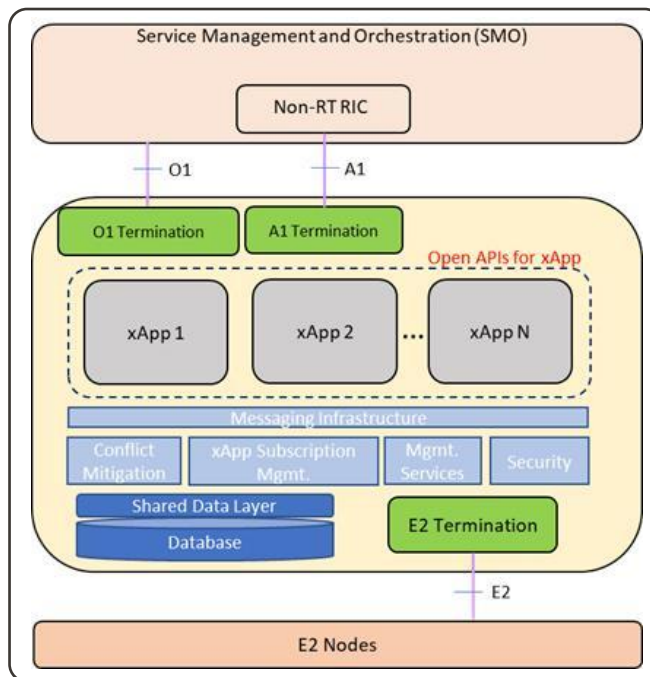 Service Management and Orchestration (SMO)
Non-RT RIC
O1
A1
O1 Termination
A1 Termination
Open APIs for xApp
xApp 1
xApp 2
...
xApp N
Messaging Infrastructure
Conflict
Mitigation
xApp Subscription
Mgmt.
Mgmt.
Services
Security
Shared Data Layer
Database
E2 Termination
E2
E2 Nodes